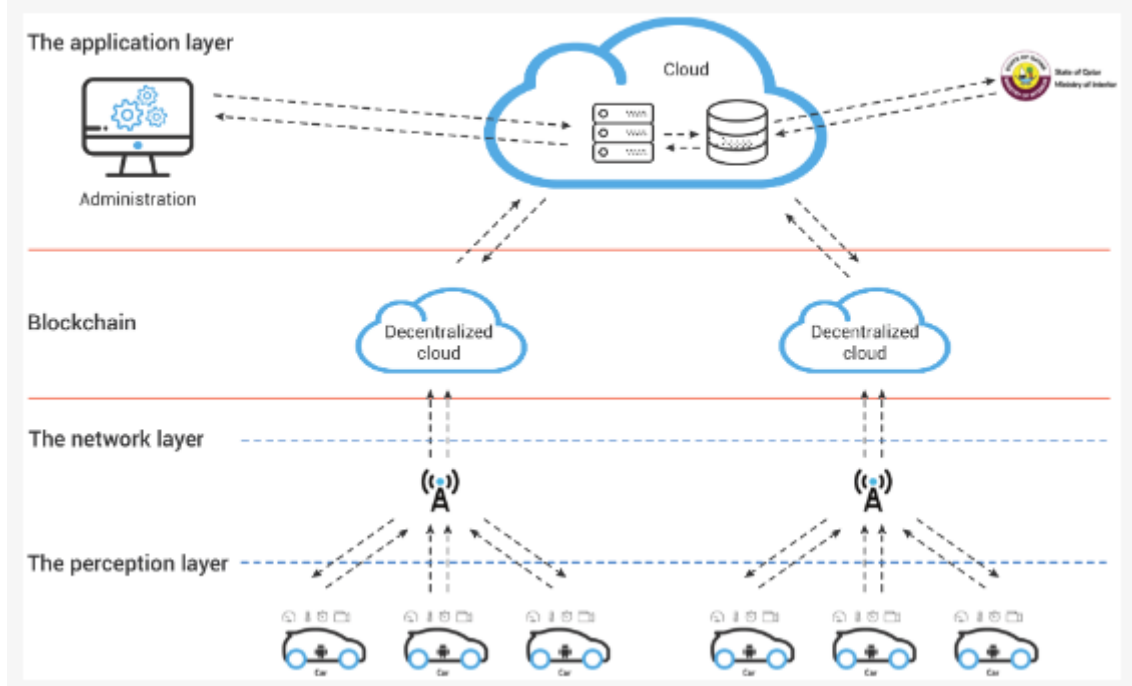 The application layer
Cloud
State of Qatar
Ministry of Interior
Administration
Blockchain
Decentralized
cloud
Decentralized
cloud
The network layer
The perception layer
Car
Car
Car
Car
Car
Car